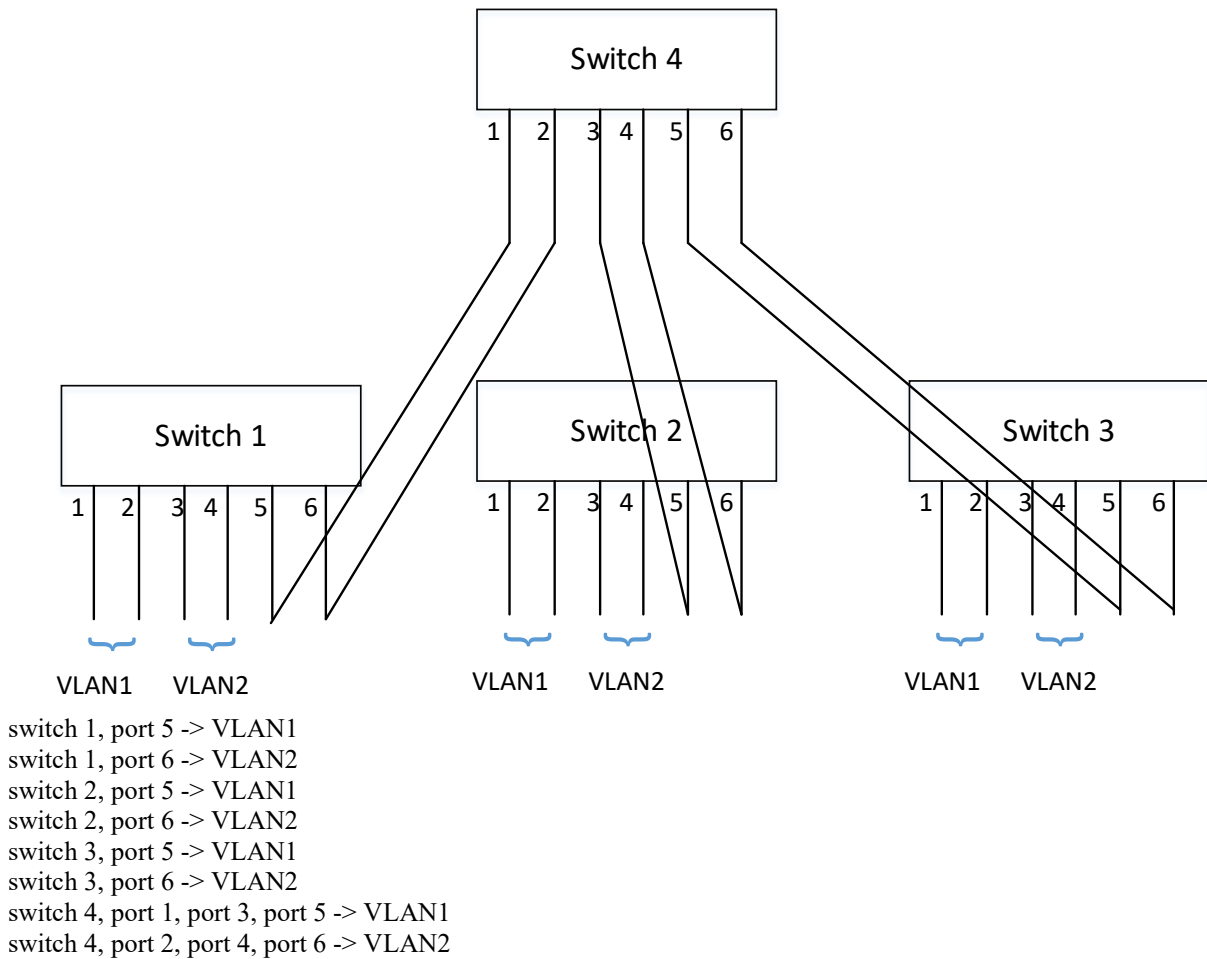 Switch 4
1 2 3 4 5 6
Switch 1 Switch 2 Switch 3
1 2 3 4 5 6 1 2 3 4 5 6 1 2 3 4 5 6
VLAN1 VLAN2 VLAN1 VLAN2 VLAN1 VLAN2
switch 1, port 5 -> VLAN1
switch 1, port 6 -> VLAN2
switch 2, port 5 -> VLAN1
switch 2, port 6 -> VLAN2
switch 3, port 5 -> VLAN1
switch 3, port 6 -> VLAN2
switch 4, port 1, port 3, port 5 -> VLAN1
switch 4, port 2, port 4, port 6 -> VLAN2